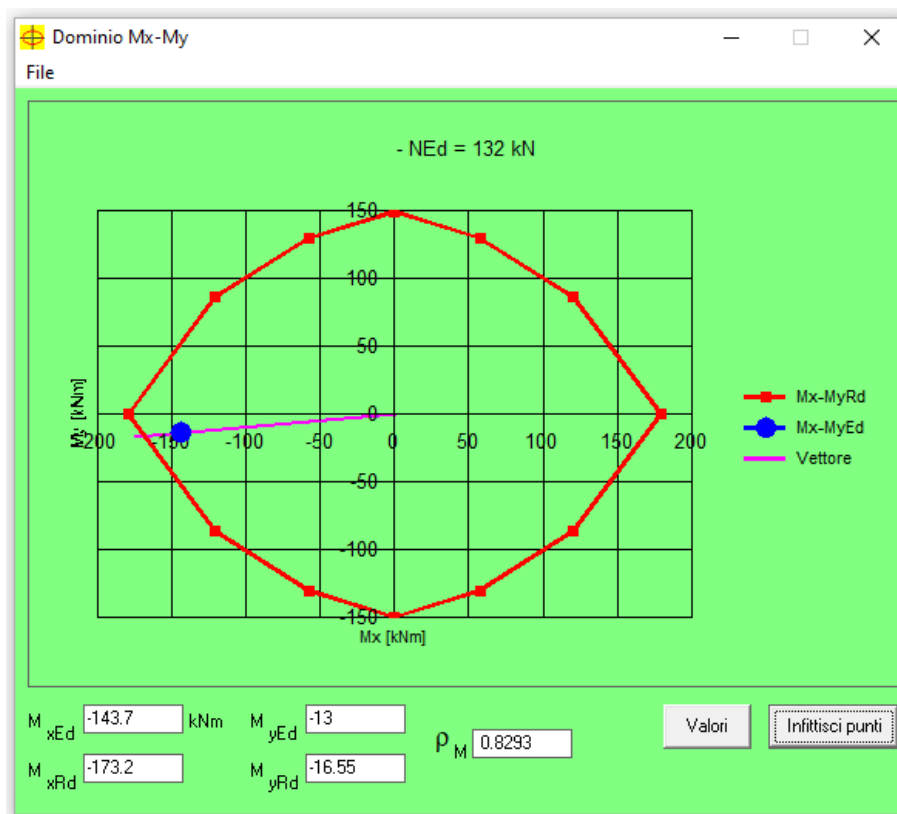 Dominio Mx-My
File
- NEd = 132 kN
150
100
50
0
-200 -150 -100 -50 0 50 100 150 200
-50
-100
-150
My [kNm]
Mx [kNm]
Mx-MyRd
Mx-MyEd
Vettore
M xEd -143.7 kNm M yEd -13
M xRd -173.2 M yRd -16.55
ρ M 0.8293
Valori
Infittisci punti